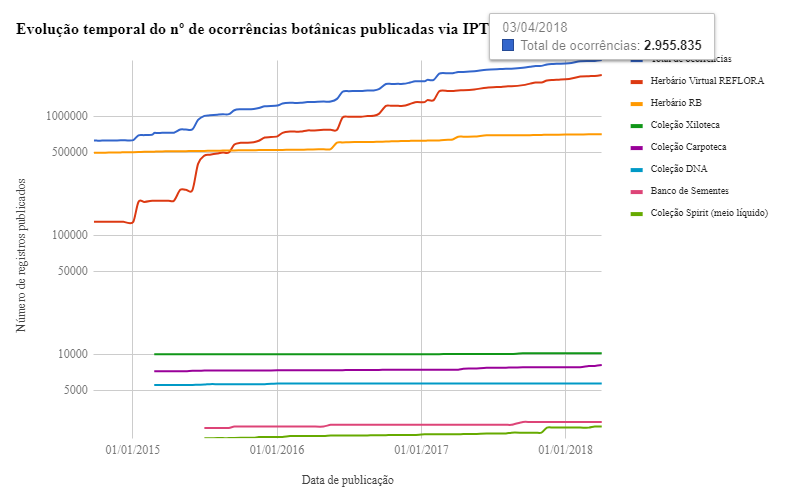 Evolução temporal do nº de ocorrências botânicas publicadas via IPT
03/04/2018
Total de ocorrências: 2.955.835
Total de ocorrências
Herbário Virtual REFLORA
Herbário RB
Coleção Xiloteca
Coleção Carpoteca
Coleção DNA
Banco de Sementes
Coleção Spirit (meio líquido)
Número de registros publicados
1000000
500000
100000
50000
10000
5000
01/01/2015 01/01/2016 01/01/2017 01/01/2018
Data de publicação